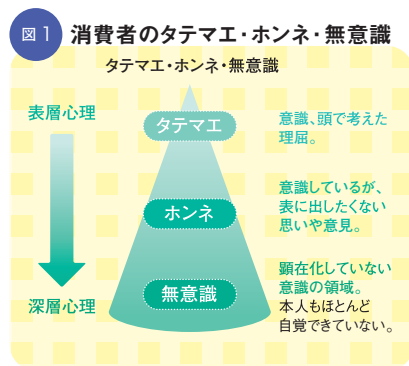 図1 消費者のタテマエ・ホンネ・無意識
タテマエ・ホンネ・無意識
表層心理
タテマエ
意識、頭で考えた
理屈。
ホンネ
意識しているが、
表に出したくない
思いや意見。
無意識
顕在化していない
意識の領域。
本人もほとんど
自覚できていない。
深層心理